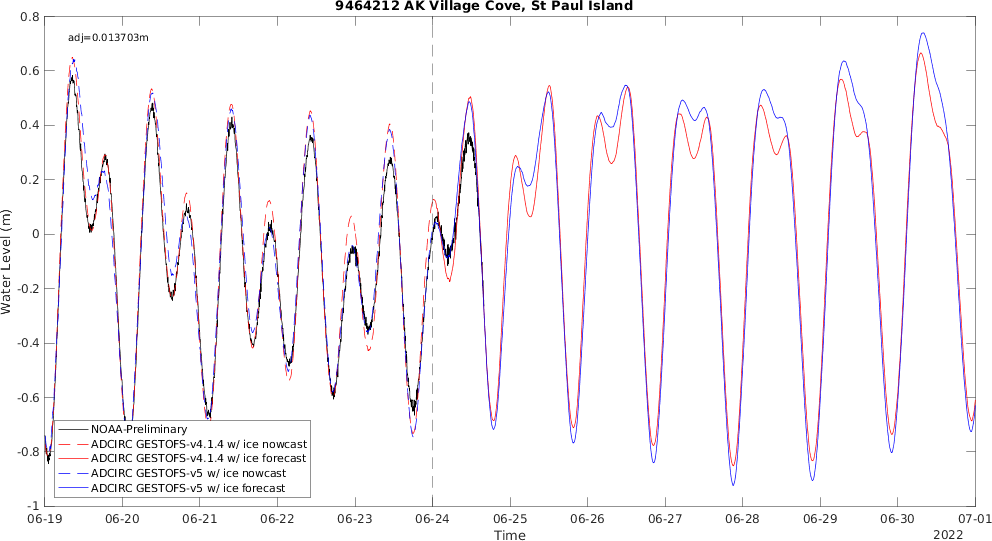 9464212 AK Village Cove, St Paul Island
adj=0.013703m
0.8
0.6
0.4
0.2
0
-0.2
-0.4
-0.6
-0.8
-1
Water Level (m)
NOAA-Preliminary
ADCIRC GESTOFS-v4.1.4 w/ ice nowcast
ADCIRC GESTOFS-v4.1.4 w/ ice forecast
ADCIRC GESTOFS-v5 w/ ice nowcast
ADCIRC GESTOFS-v5 w/ ice forecast
06-19 06-20 06-21 06-22 06-23 06-24 06-25 06-26 06-27 06-28 06-29 06-30 07-01
Time
2022